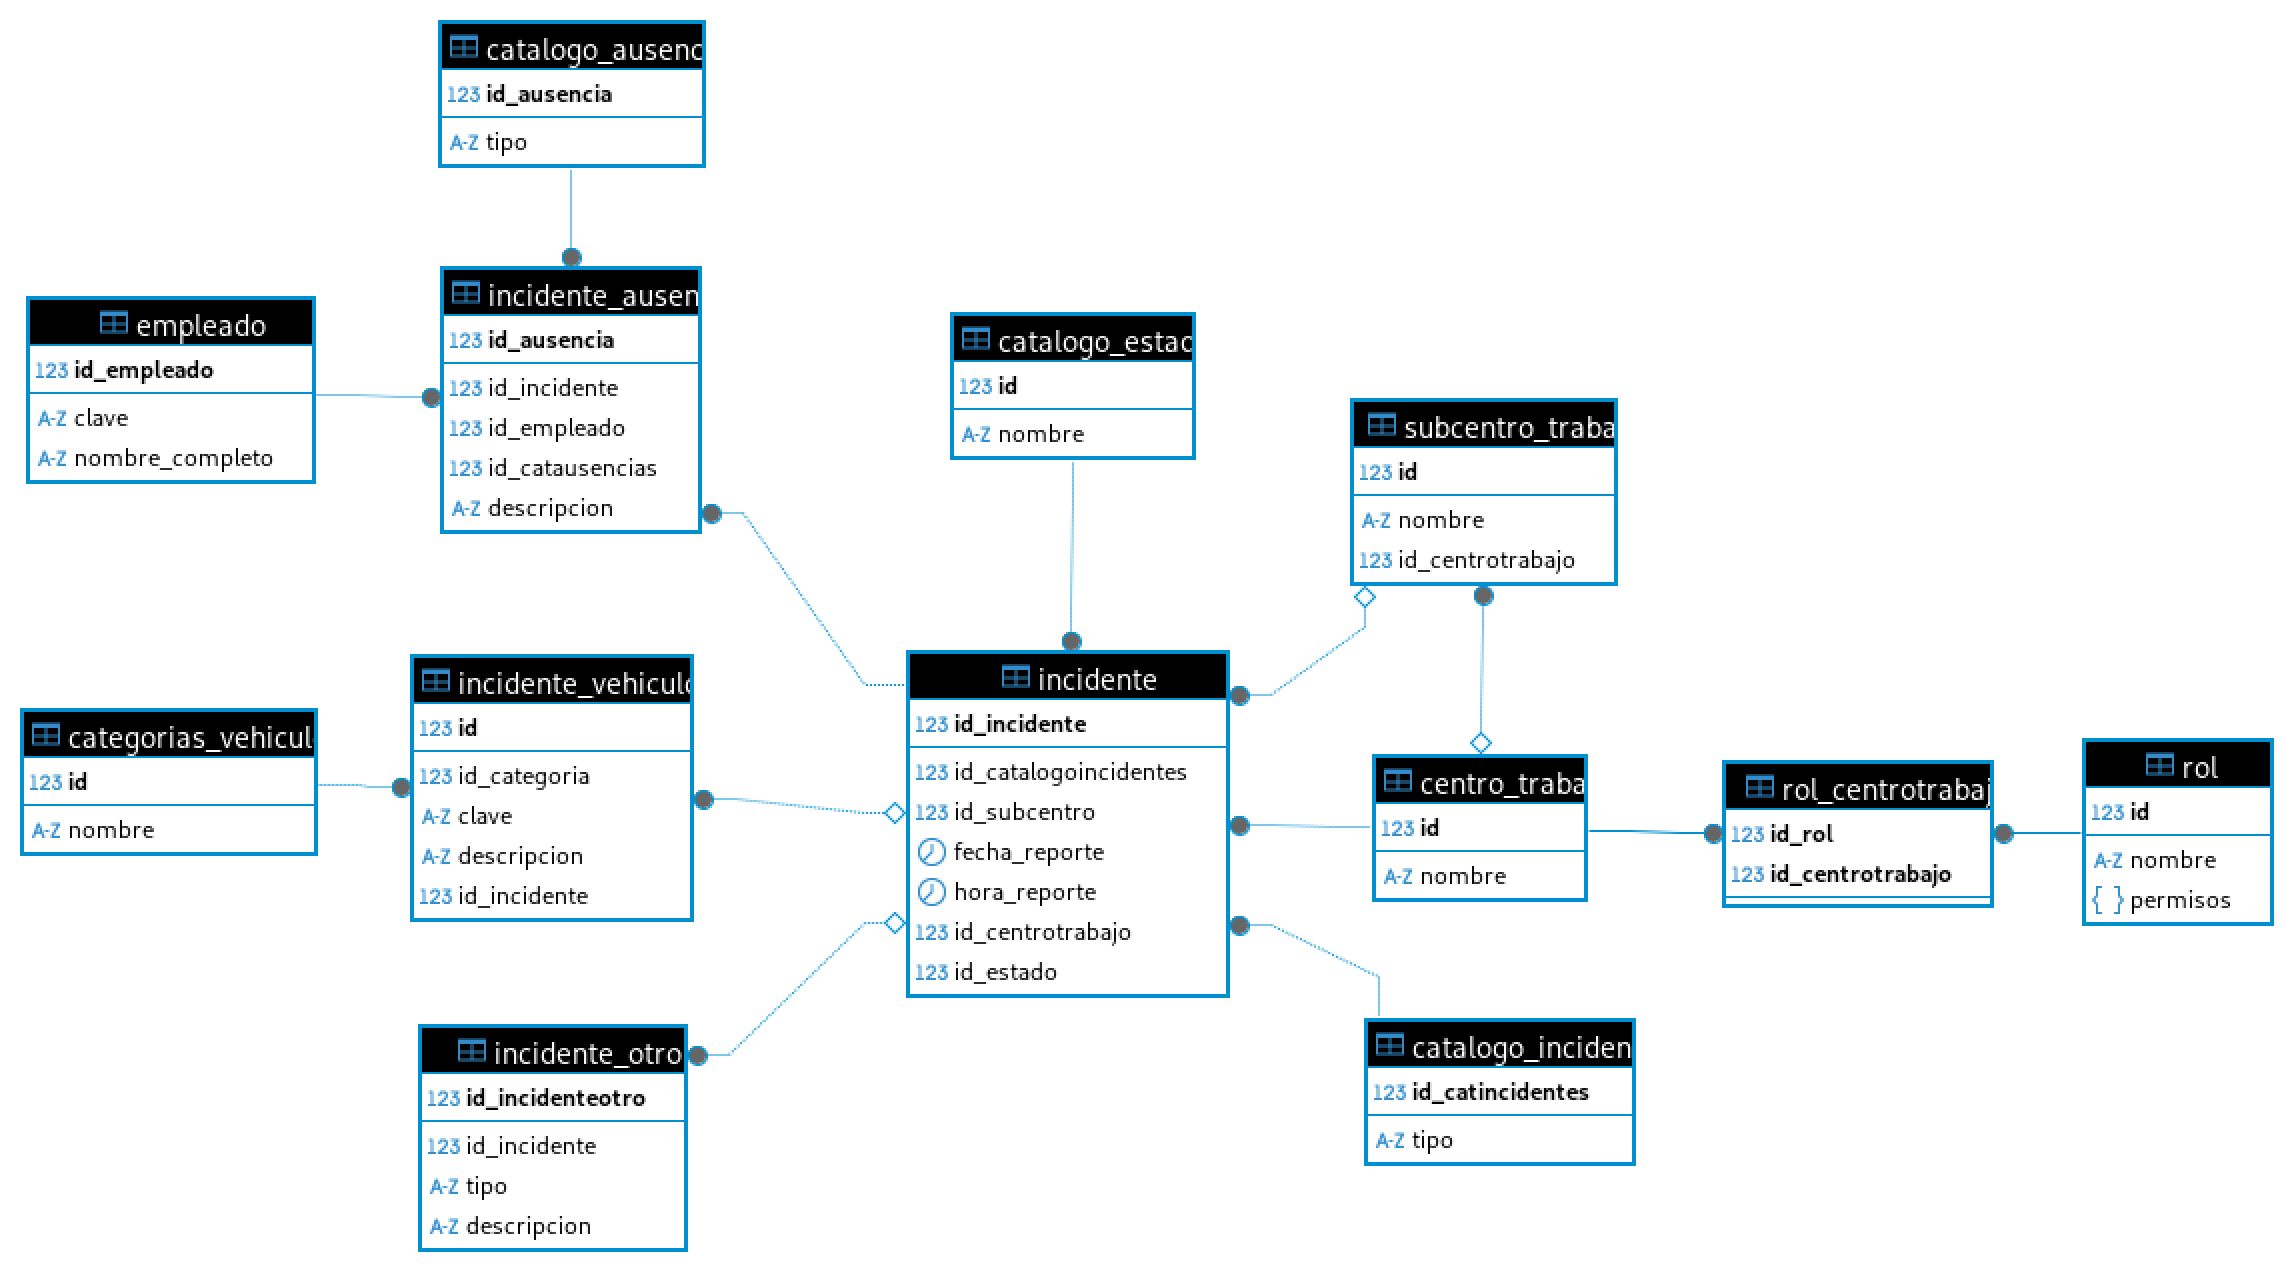 catalogo_ausenc
123 id_ausencia
A-Z tipo
incidente_ausen
123 id_ausencia
123 id_incidente
123 id_empleado
123 id_catausencias
A-Z descripcion
empleado
123 id_empleado
A-Z clave
A-Z nombre_completo
catalogo_estad
123 id
A-Z nombre
subcentro_traba
123 id
A-Z nombre
123 id_centrotrabajo
incidente_vehiculo
123 id
123 id_categoria
A-Z clave
A-Z descripcion
123 id_incidente
categorias_vehicul
123 id
A-Z nombre
incidente
123 id_incidente
123 id_catalogoincidentes
123 id_subcentro
fecha_reporte
hora_reporte
123 id_centrotrabajo
123 id_estado
centro_traba
123 id
A-Z nombre
rol_centrotrabaj
123 id_rol
123 id_centrotrabajo
rol
123 id
A-Z nombre
{ } permisos
incidente_otro
123 id_incidenteotro
123 id_incidente
A-Z tipo
A-Z descripcion
catalogo_inciden
123 id_catincidentes
A-Z tipo